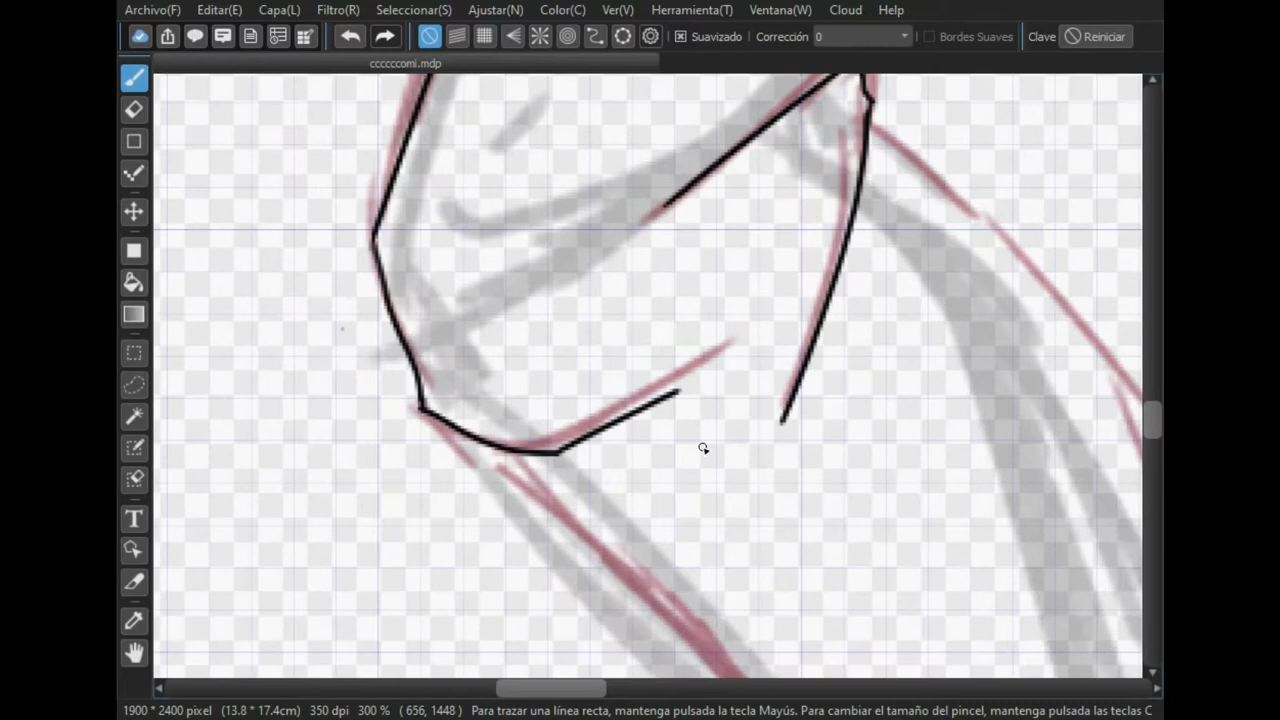 Archivo(F) Editar(E) Capa(L) Filtro(R) Seleccionar(S) Ajustar(N) Color(C) Ver(V) Herramienta(T) Ventana(W) Cloud Help
Suavizado Corrección 0 Bordes Suaves Clave Reiniciar
ccccccomi.mdp
T
1900 * 2400 pixel (13.8 * 17.4cm) 350 dpi 300 % ( 656, 1448 ) Para trazar una línea recta, mantenga pulsada la tecla Mayús. Para cambiar el tamaño del pincel, mantenga pulsada las teclas C